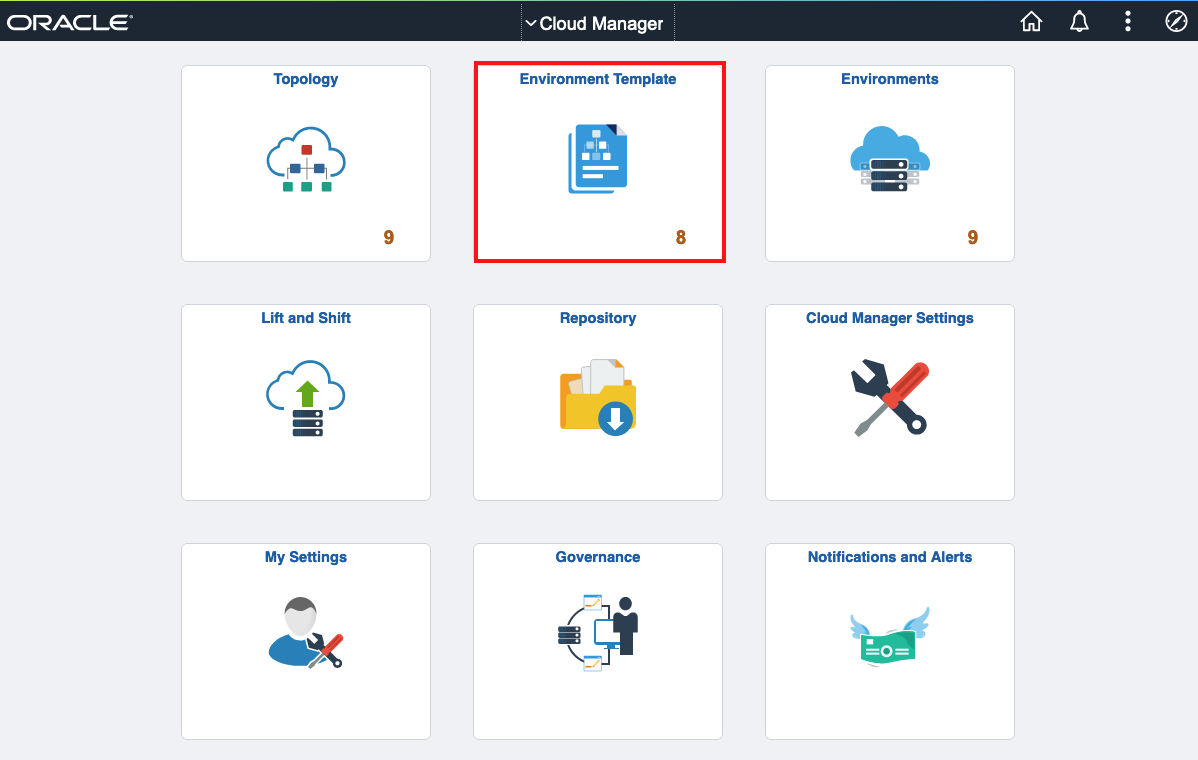 ORACLE
Cloud Manager
Topology
Environment Template
Environments
9
8
9
Lift and Shift
Repository
Cloud Manager Settings
My Settings
Governance
Notifications and Alerts